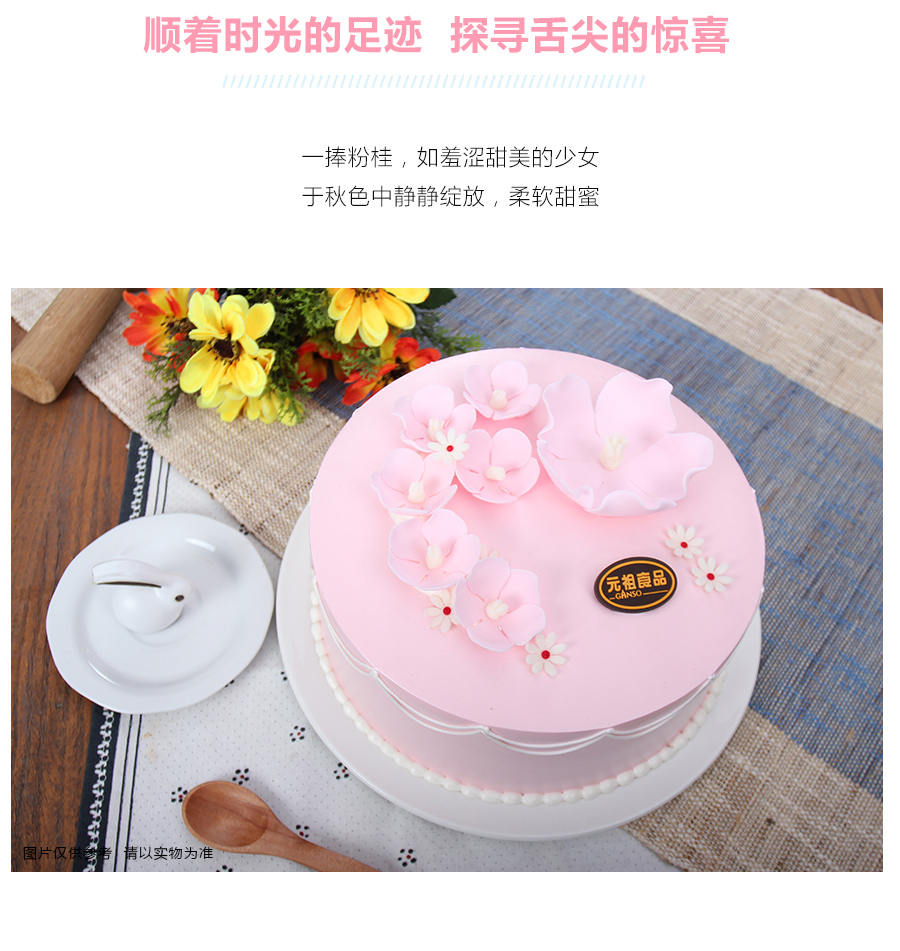 顺着时光的足迹 探寻舌尖的惊喜
一捧粉桂，如羞涩甜美的少女
于秋色中静静绽放，柔软甜蜜
元祖食品
GANSO
图片仅供参考 请以实物为准